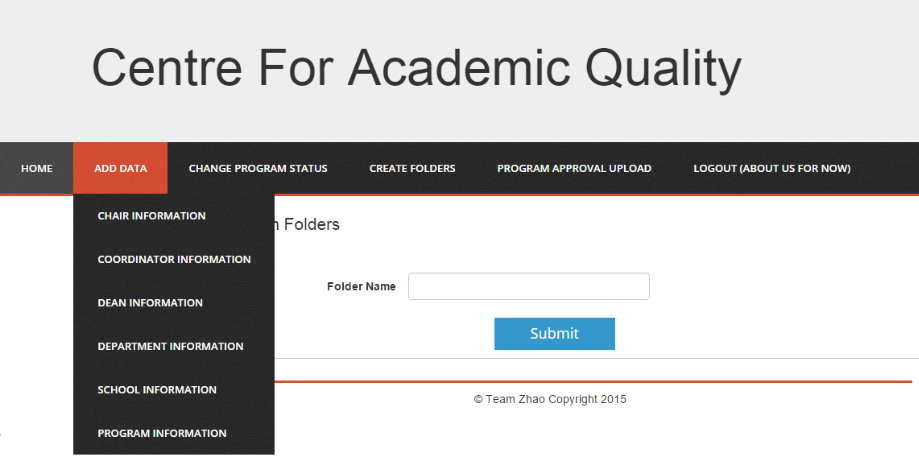 Centre For Academic Quality
HOME ADD DATA CHANGE PROGRAM STATUS CREATE FOLDERS PROGRAM APPROVAL UPLOAD LOGOUT (ABOUT US FOR NOW)
CHAIR INFORMATION
Folders
COORDINATOR INFORMATION
Folder Name
DEAN INFORMATION
Submit
DEPARTMENT INFORMATION
SCHOOL INFORMATION
© Team Zhao Copyright 2015
PROGRAM INFORMATION